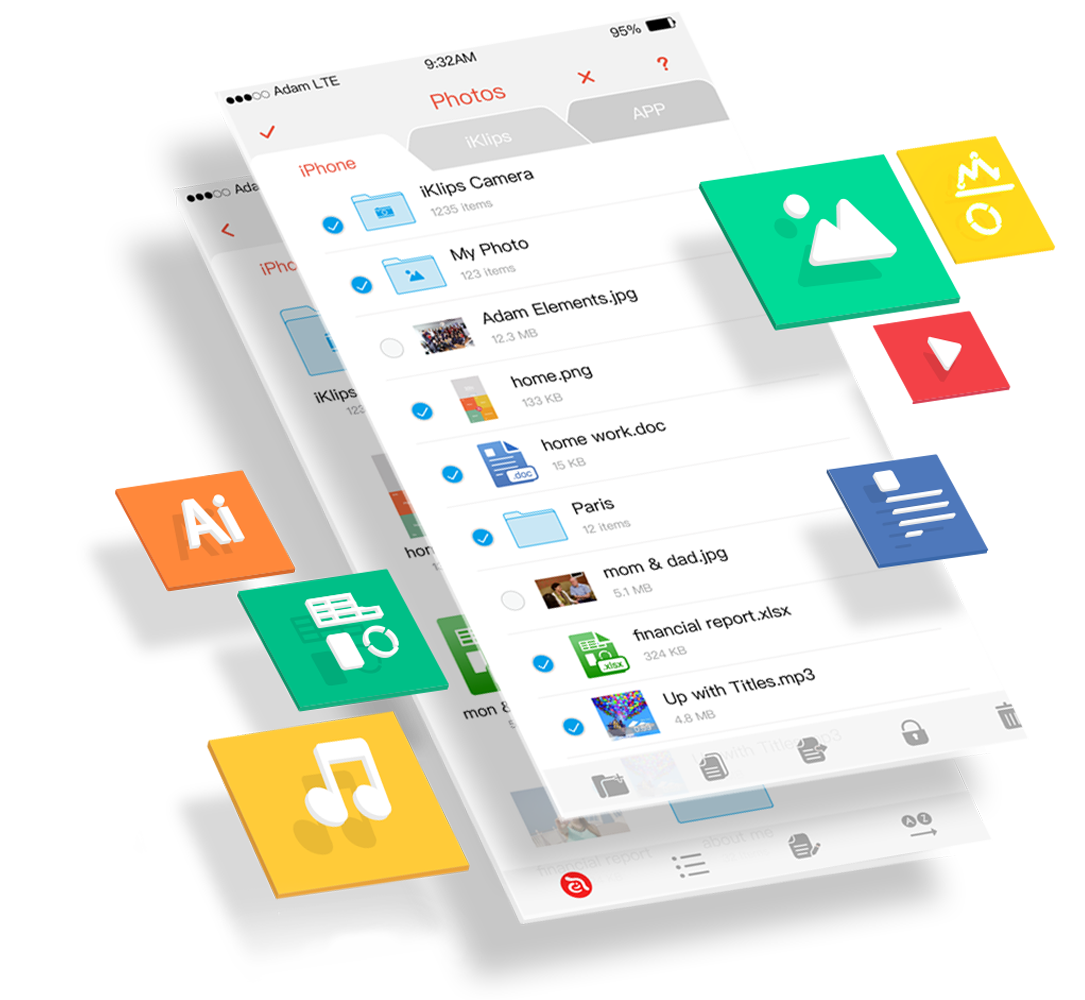 Adam LTE
9:32AM
95%
Photos
?
iPhone
iKlips
APP
iKlips Camera
1235 items
My Photo
123 items
Adam Elements.jpg
12.3 MB
home.png
133 KB
home work.doc
.doc
15 KB
Paris
12 items
mom & dad.jpg
5.1 MB
financial report.xlsx
.xlsx
324 KB
Up with Titles.mp3
4.8 MB
Up with Titles.mp3
Ada
iPho
iKlips
123
hon
mon &
financial report
about me
A Z
Ai